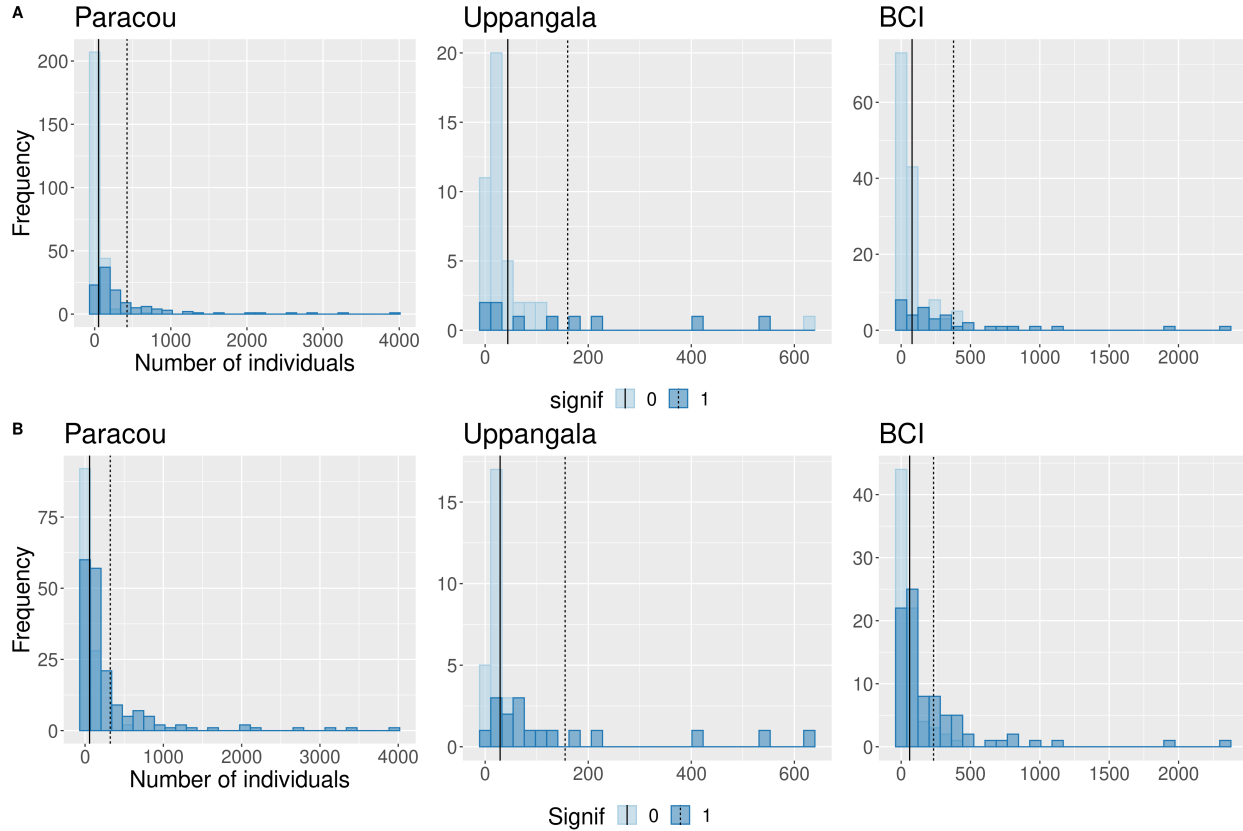 A
Paracou
Uppangala
BCI
Frequency
200
150
100
50
0
20
15
10
5
0
60
40
20
0
0 1000 2000 3000 4000
0 200 400 600
0 500 1000 1500 2000
Number of individuals
signif 0 1
B
Paracou
Uppangala
BCI
Frequency
75
50
25
0
15
10
5
0
40
30
20
10
0
0 1000 2000 3000 4000
0 200 400 600
0 500 1000 1500 2000
Number of individuals
Signif 0 1